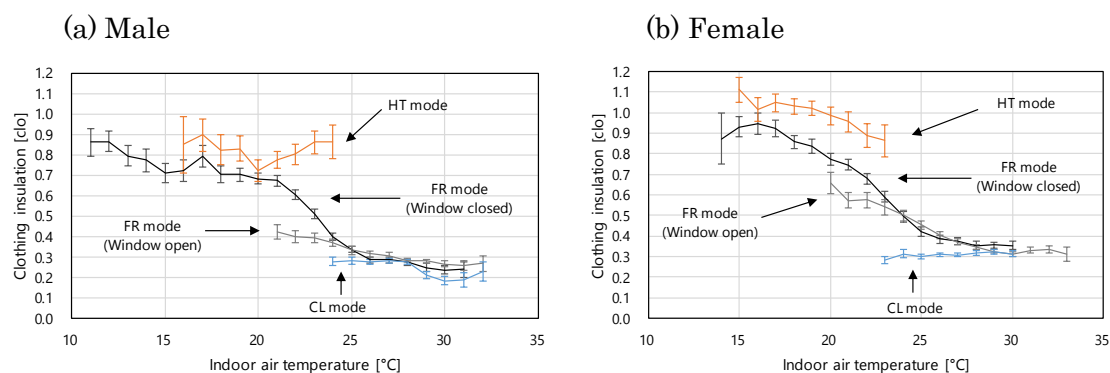 (a) Male
1.2
1.1
1.0
0.9
0.8
0.7
0.6
0.5
0.4
0.3
0.2
0.1
0.0
Clothing insulation [clo]
HT mode
FR mode
(Window closed)
FR mode
(Window open)
CL mode
10 15 20 25 30 35
Indoor air temperature [°C]
(b) Female
1.2
1.1
1.0
0.9
0.8
0.7
0.6
0.5
0.4
0.3
0.2
0.1
0.0
Clothing insulation [clo]
HT mode
FR mode
(Window closed)
FR mode
(Window open)
CL mode
10 15 20 25 30 35
Indoor air temperature [°C]